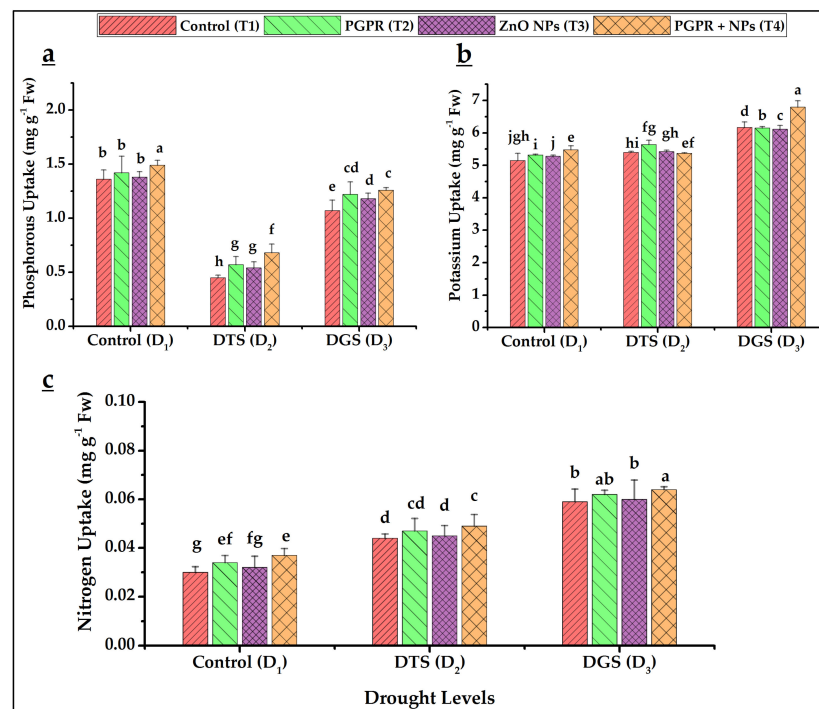 Control (T1) PGPR (T2) ZnO NPs (T3) PGPR + NPs (T4)
a
Phosphorous Uptake (mg g⁻¹ Fw)
2.0
1.5
1.0
0.5
0.0
b b b a
h g g f
e cd d c
Control (D₁) DTS (D₂) DGS (D₃)
b
Potassium Uptake (mg g⁻¹ Fw)
7
6
5
4
3
2
1
0
jgh i j e
hi fg gh ef
d b c a
Control (D₁) DTS (D₂) DGS (D₃)
c
Nitrogen Uptake (mg g⁻¹ Fw)
0.10
0.08
0.06
0.04
0.02
0.00
g ef fg e
d cd d c
b ab b a
Control (D₁) DTS (D₂) DGS (D₃)
Drought Levels